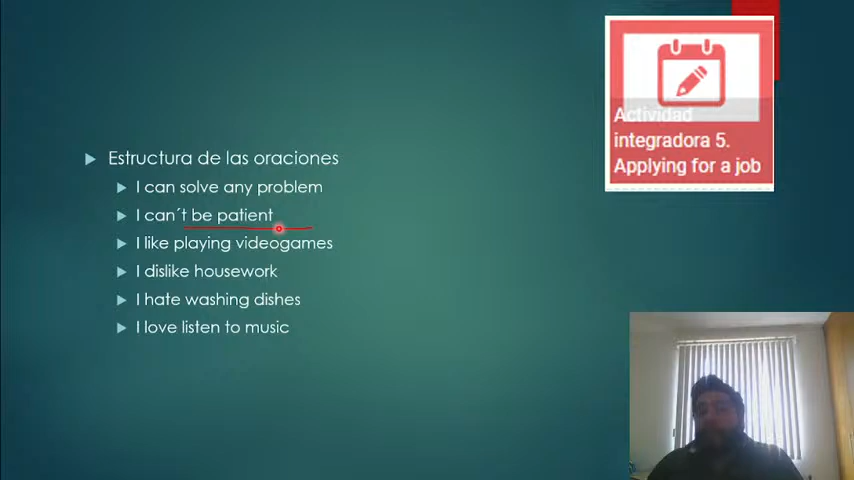 Actividad
integradora 5.
Applying for a job
Estructura de las oraciones
I can solve any problem
I can´t be patient
I like playing videogames
I dislike housework
I hate washing dishes
I love listen to music